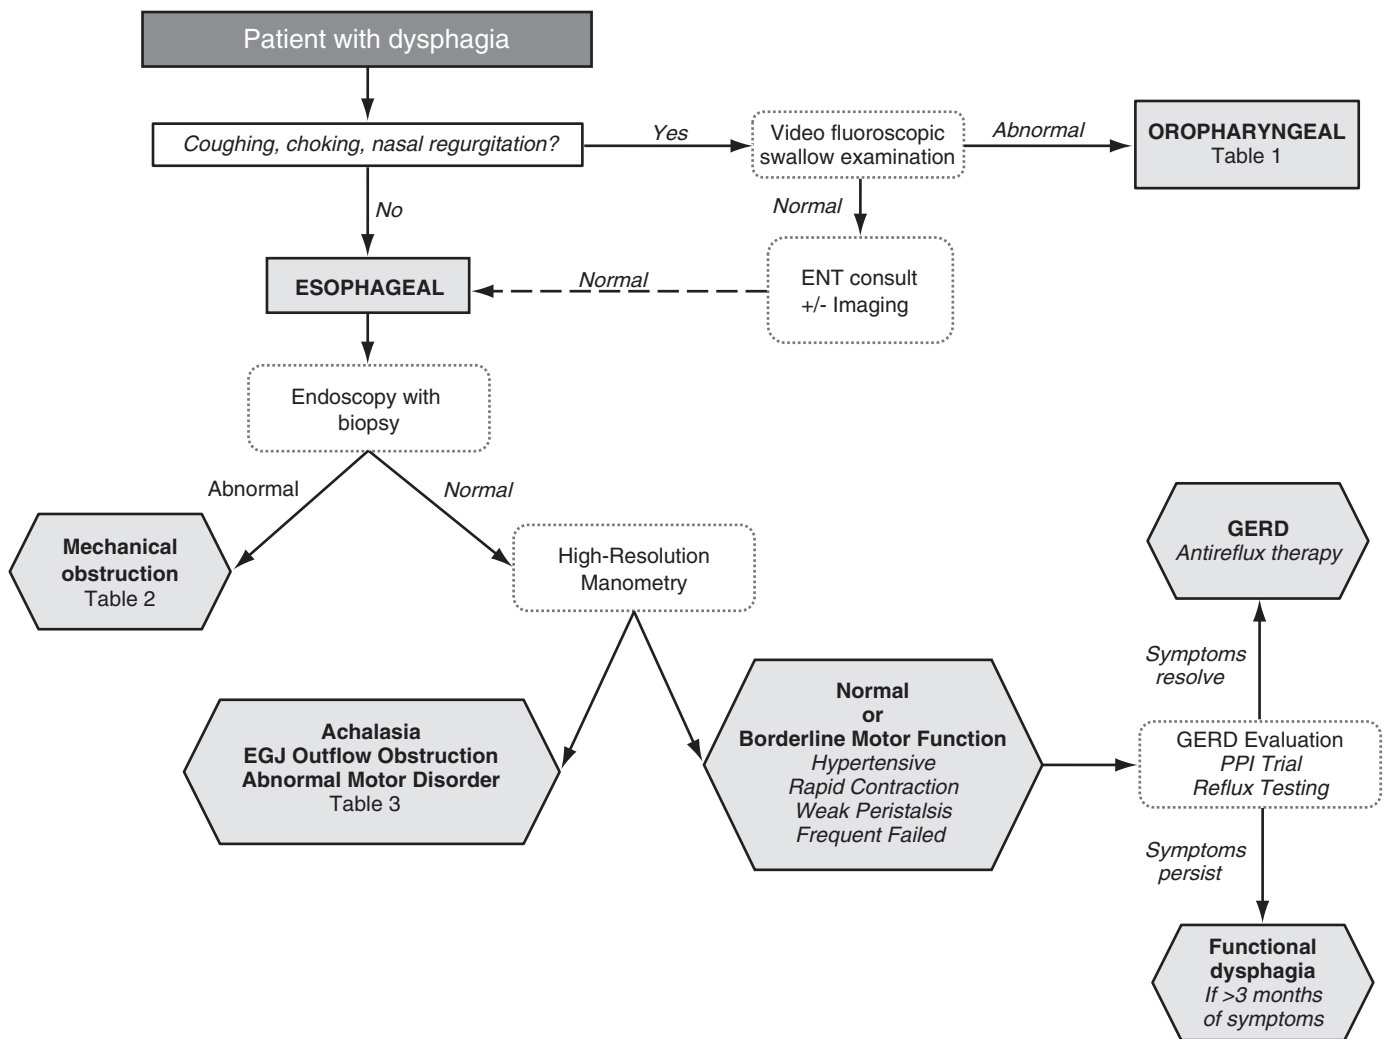 Patient with dysphagia
Coughing, choking, nasal regurgitation?
Yes
Video fluoroscopic
swallow examination
Abnormal
OROPHARYNGEAL
Table 1
No
Normal
ESOPHAGEAL
Normal
ENT consult
+/- Imaging
Endoscopy with
biopsy
Abnormal
Normal
Mechanical
obstruction
Table 2
High-Resolution
Manometry
GERD
Antireflux therapy
Symptoms
resolve
Achalasia
EGJ Outflow Obstruction
Abnormal Motor Disorder
Table 3
Normal
or
Borderline Motor Function
Hypertensive
Rapid Contraction
Weak Peristalsis
Frequent Failed
GERD Evaluation
PPI Trial
Reflux Testing
Symptoms
persist
Functional
dysphagia
If >3 months
of symptoms